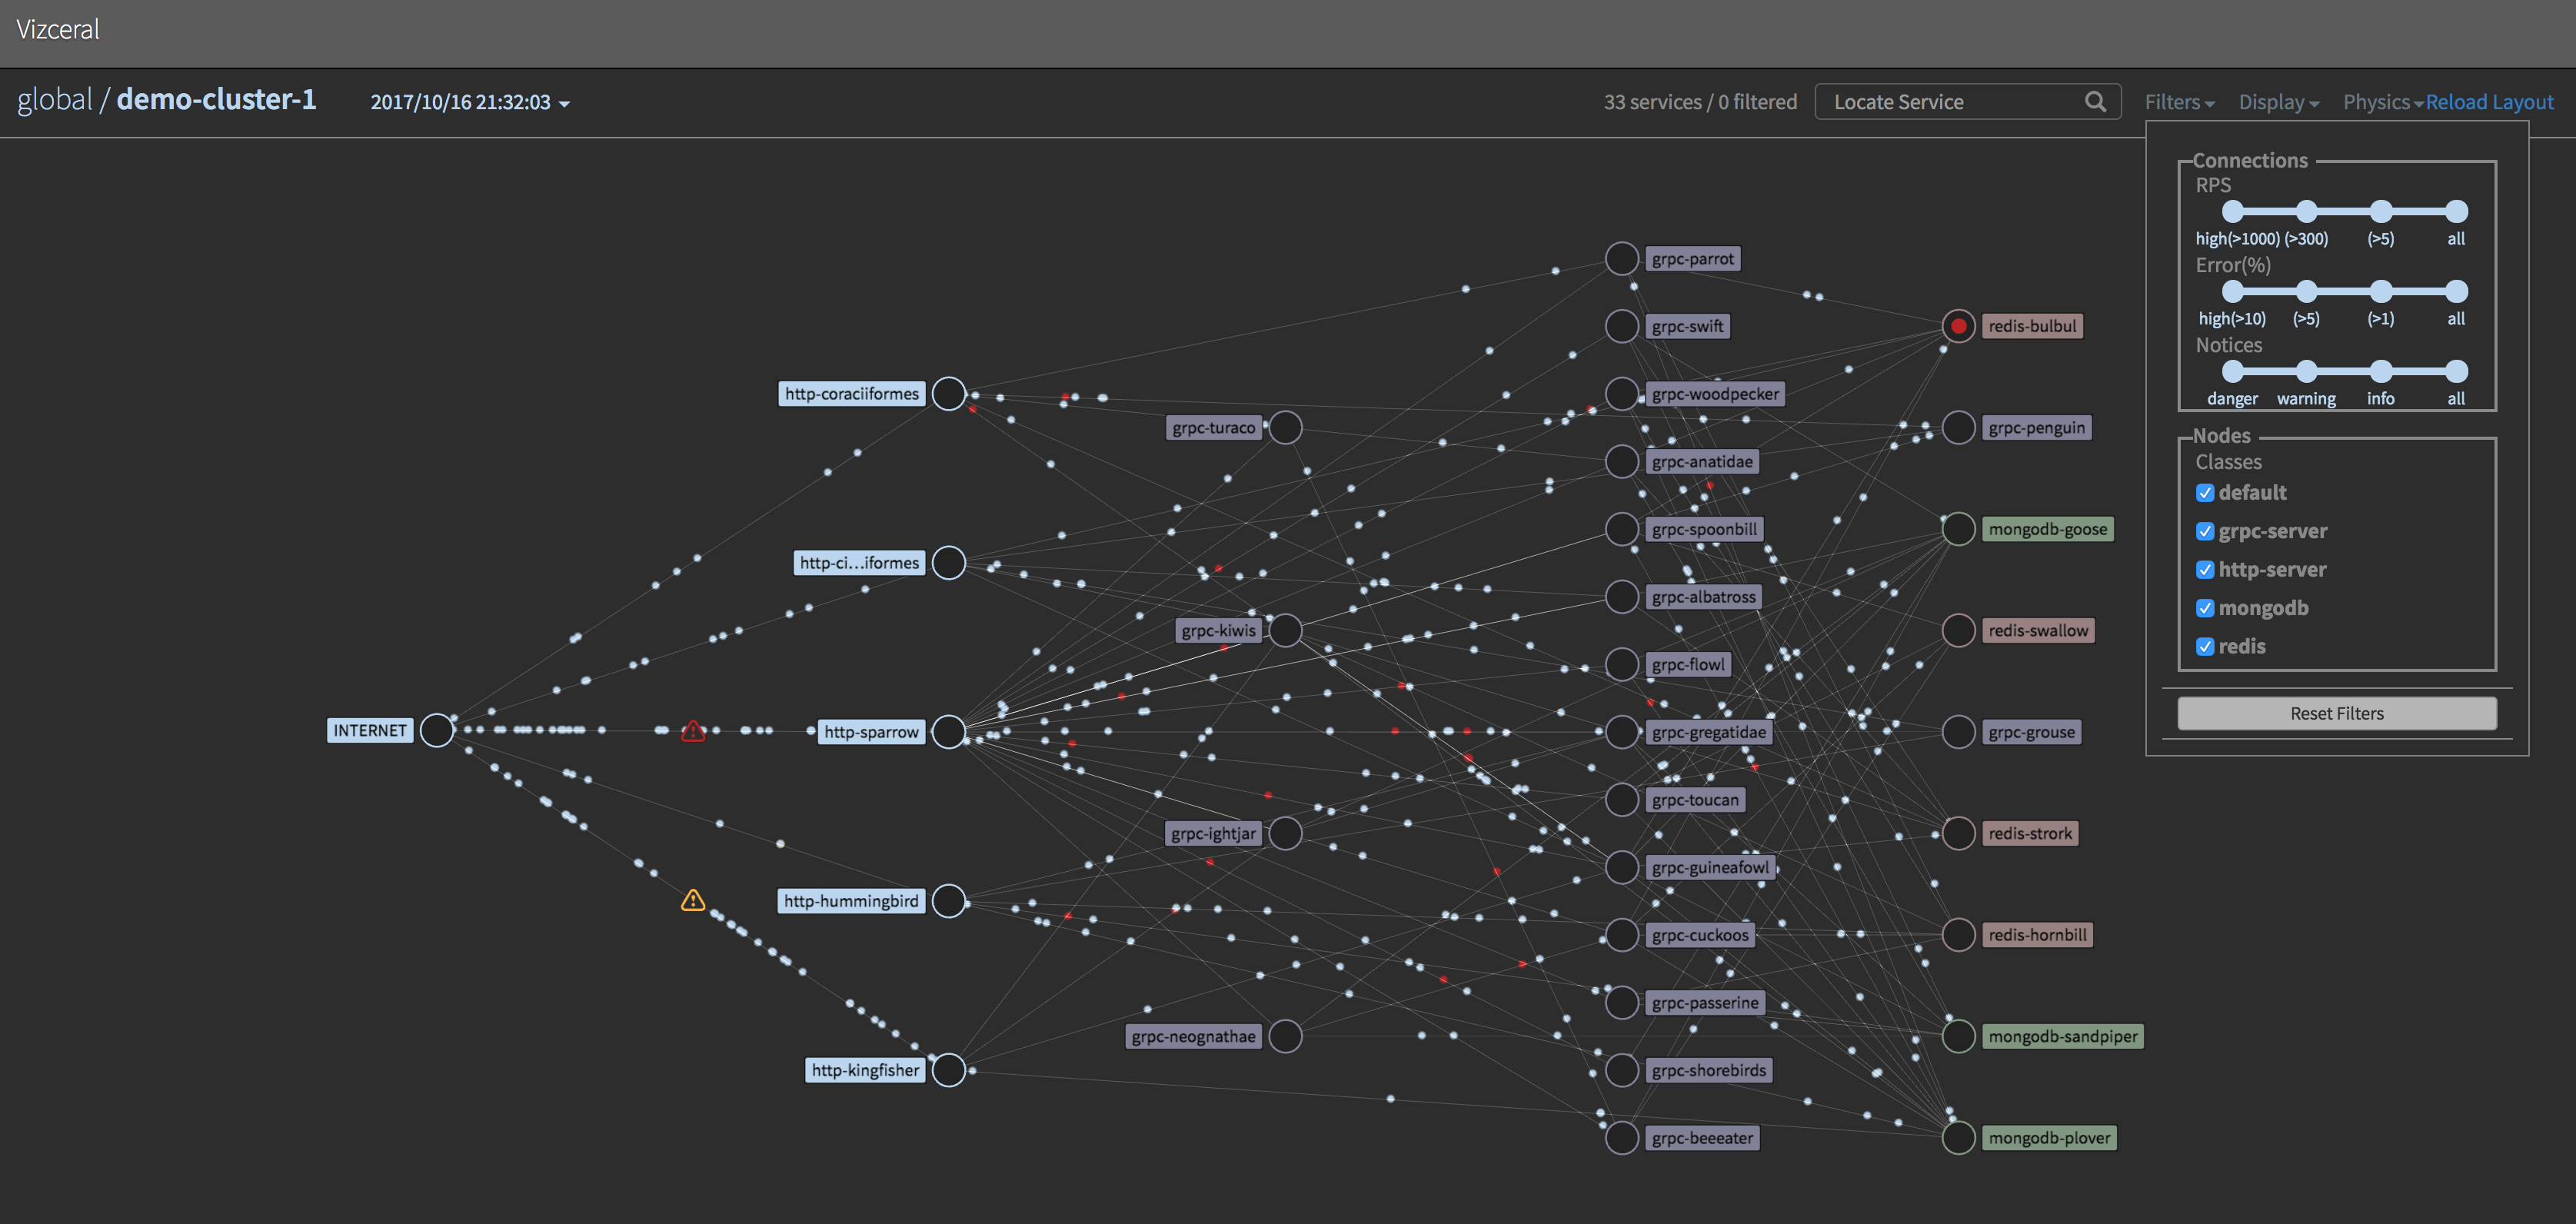 Vizceral
global / demo-cluster-1
2017/10/16 21:32:03
33 services / 0 filtered
Locate Service
Filters
Display
Physics
Reload Layout
Connections
RPS
high(>1000) (>300) (>5) all
Error(%)
high(>10) (>5) (>1) all
Notices
danger warning info all
Nodes
Classes
default
grpc-server
http-server
mongodb
redis
Reset Filters
INTERNET
http-coraciiformes
http-ci...iformes
http-sparrow
http-hummingbird
http-kingfisher
grpc-turaco
grpc-kiwis
grpc-ightjar
grpc-neognathae
grpc-parrot
grpc-swift
grpc-woodpecker
grpc-anatidae
grpc-spoonbill
grpc-albatross
grpc-flowl
grpc-gregatidae
grpc-toucan
grpc-guineafowl
grpc-cuckoos
grpc-passerine
grpc-shorebirds
grpc-beeeater
redis-bulbul
grpc-penguin
mongodb-goose
redis-swallow
grpc-grouse
redis-strork
redis-hornbill
mongodb-sandpiper
mongodb-plover